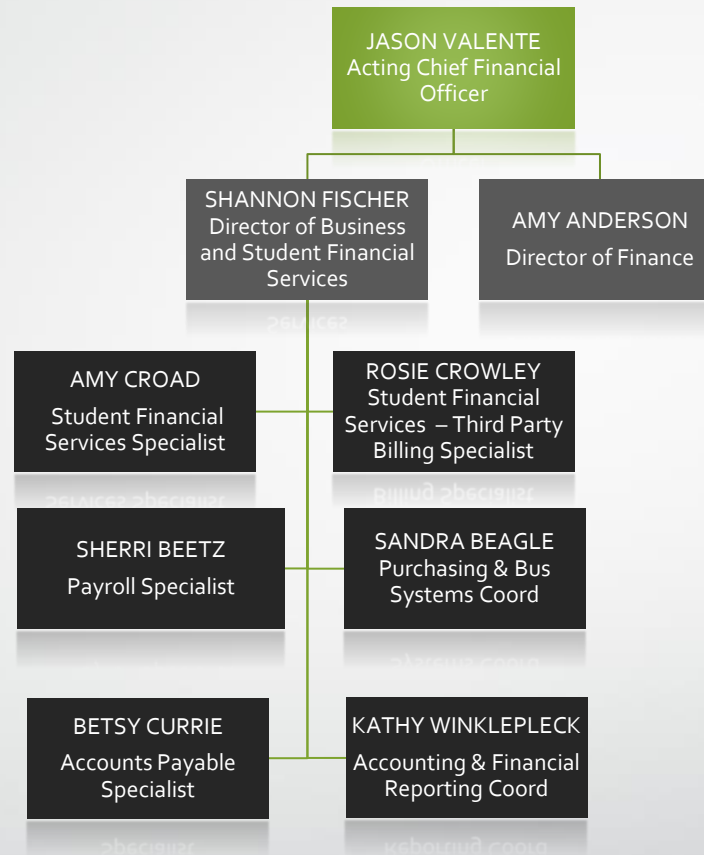 JASON VALENTE
Acting Chief Financial
Officer
SHANNON FISCHER
Director of Business
and Student Financial
Services
AMY ANDERSON
Director of Finance
AMY CROAD
Student Financial
Services Specialist
ROSIE CROWLEY
Student Financial
Services – Third Party
Billing Specialist
SHERRI BEETZ
Payroll Specialist
SANDRA BEAGLE
Purchasing & Bus
Systems Coord
BETSY CURRIE
Accounts Payable
Specialist
KATHY WINKLEPLECK
Accounting & Financial
Reporting Coord